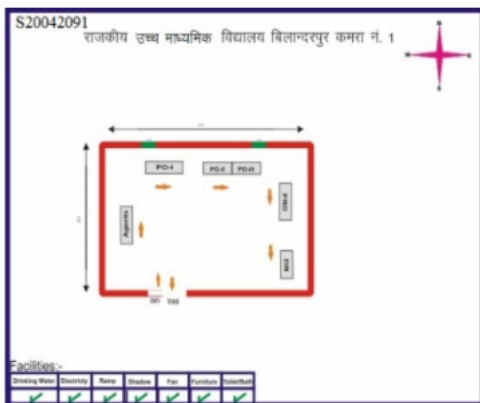 S20042091
राजकीय उच्च माध्यमिक विद्यालय बिलान्दरपुर कमरा नं. 1
N
S
PO-I
PO-II PO-III
PRO
Agents
Facilities:-
Drinking Water Electricity Ramp Shadow Fan Furniture Toilet/Bath